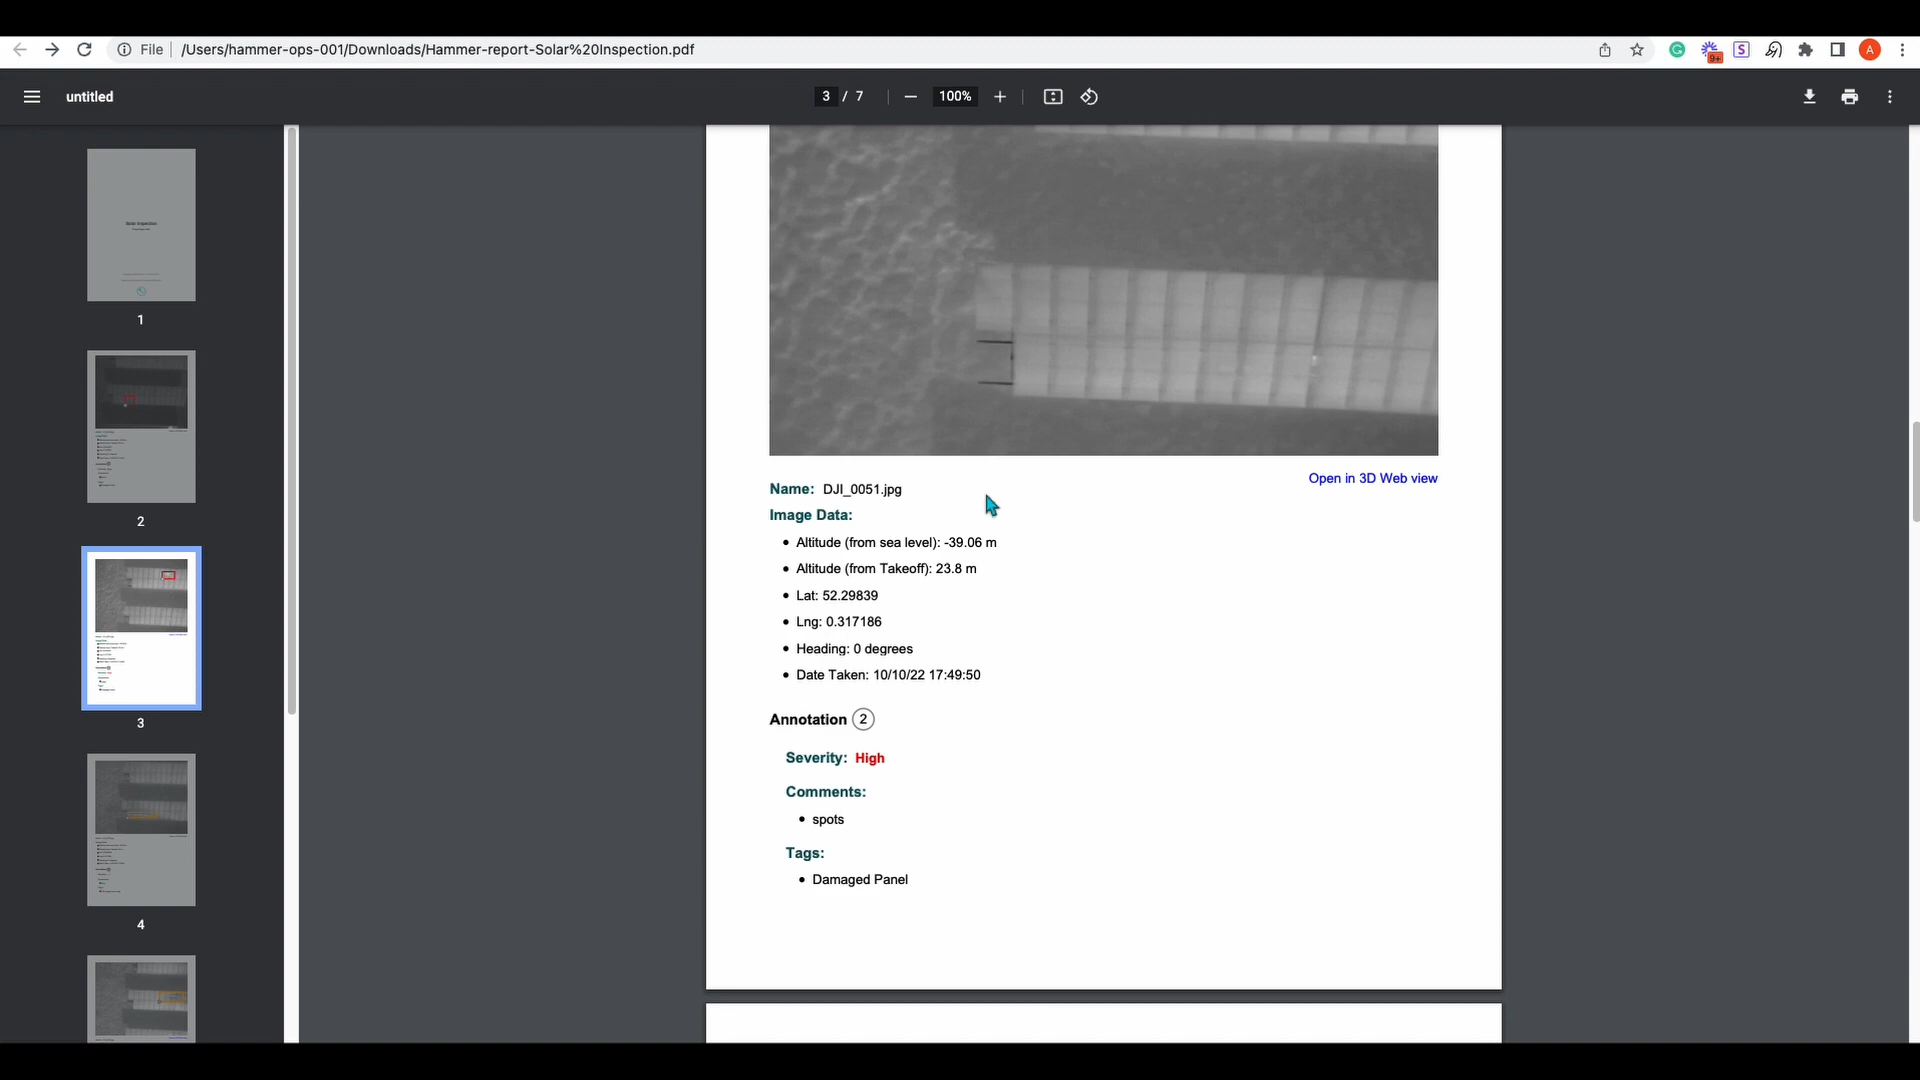 File /Users/hammer-ops-001/Downloads/Hammer-report-Solar%20Inspection.pdf
9+
S
A
untitled
3 / 7
100%
Solar Inspection
1
2
3
4
Name: DJI_0051.jpg
Open in 3D Web view
Image Data:
• Altitude (from sea level): -39.06 m
• Altitude (from Takeoff): 23.8 m
• Lat: 52.29839
• Lng: 0.317186
• Heading: 0 degrees
• Date Taken: 10/10/22 17:49:50
Annotation 2
Severity: High
Comments:
• spots
Tags:
• Damaged Panel